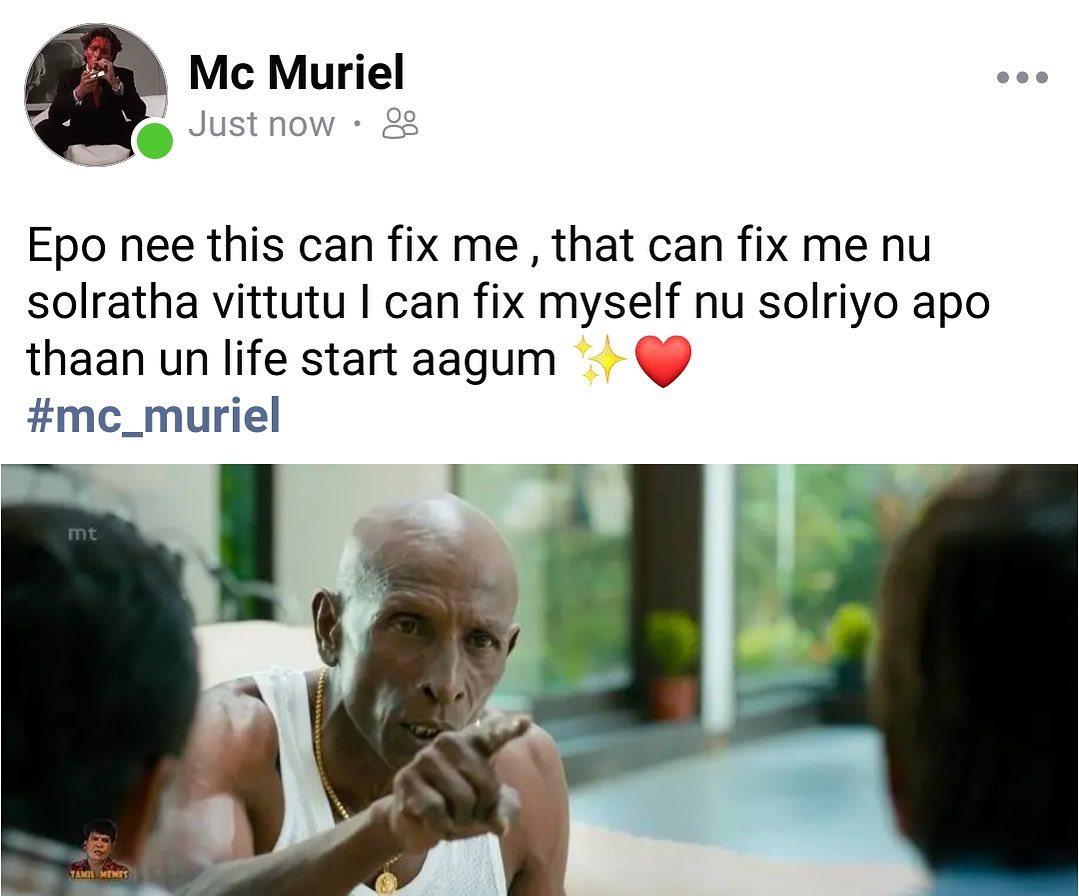 Mc Muriel
Just now ·
Epo nee this can fix me , that can fix me nu
solratha vittutu I can fix myself nu solriyo apo
thaan un life start aagum ✨❤️
#mc_muriel
mt
TAMIL MEMES